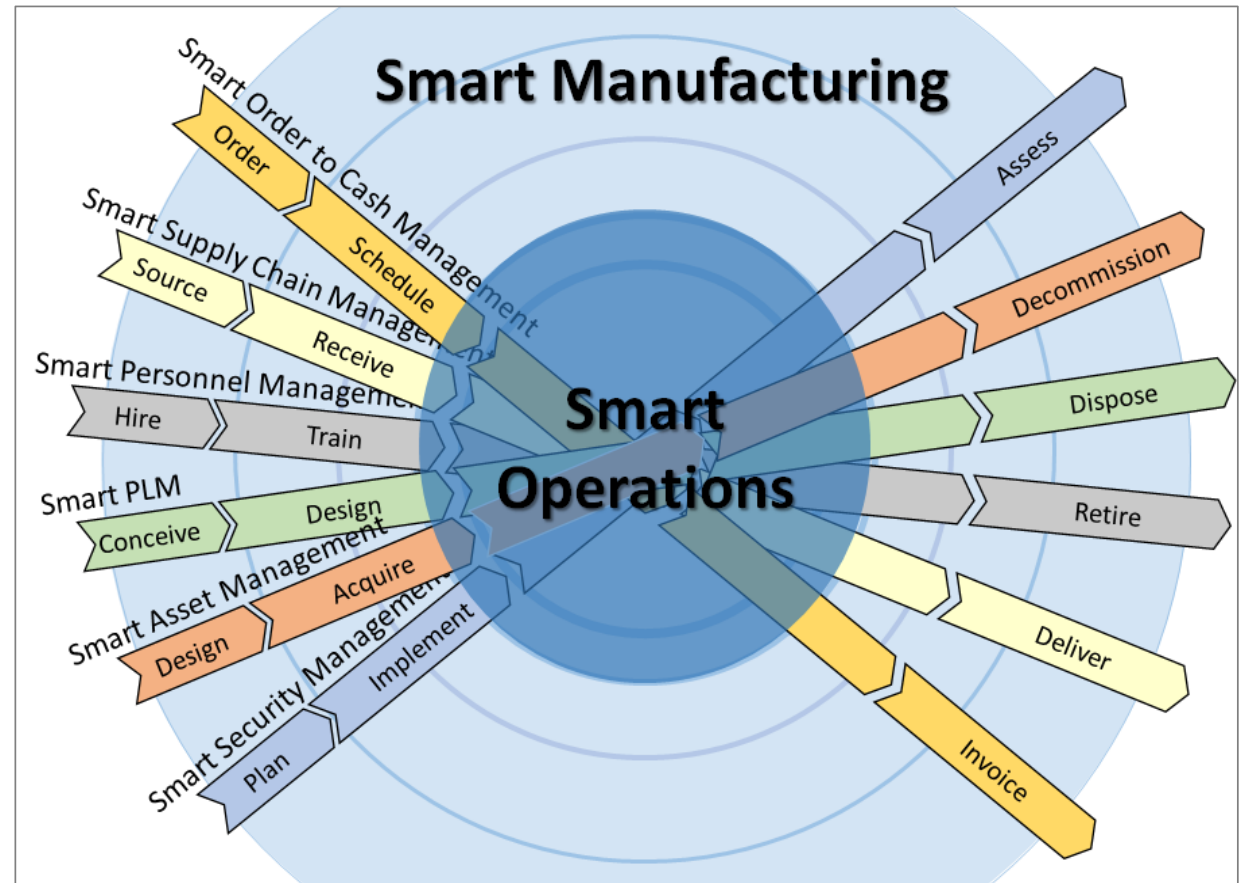 Smart Manufacturing
Smart Order to Cash Management
Order
Schedule
Smart Supply Chain Management
Source
Receive
Smart Personnel Management
Hire
Train
Smart PLM
Conceive
Design
Smart Asset Management
Design
Acquire
Smart Security Management
Plan
Implement
Smart
Operations
Assess
Decommission
Dispose
Retire
Deliver
Invoice